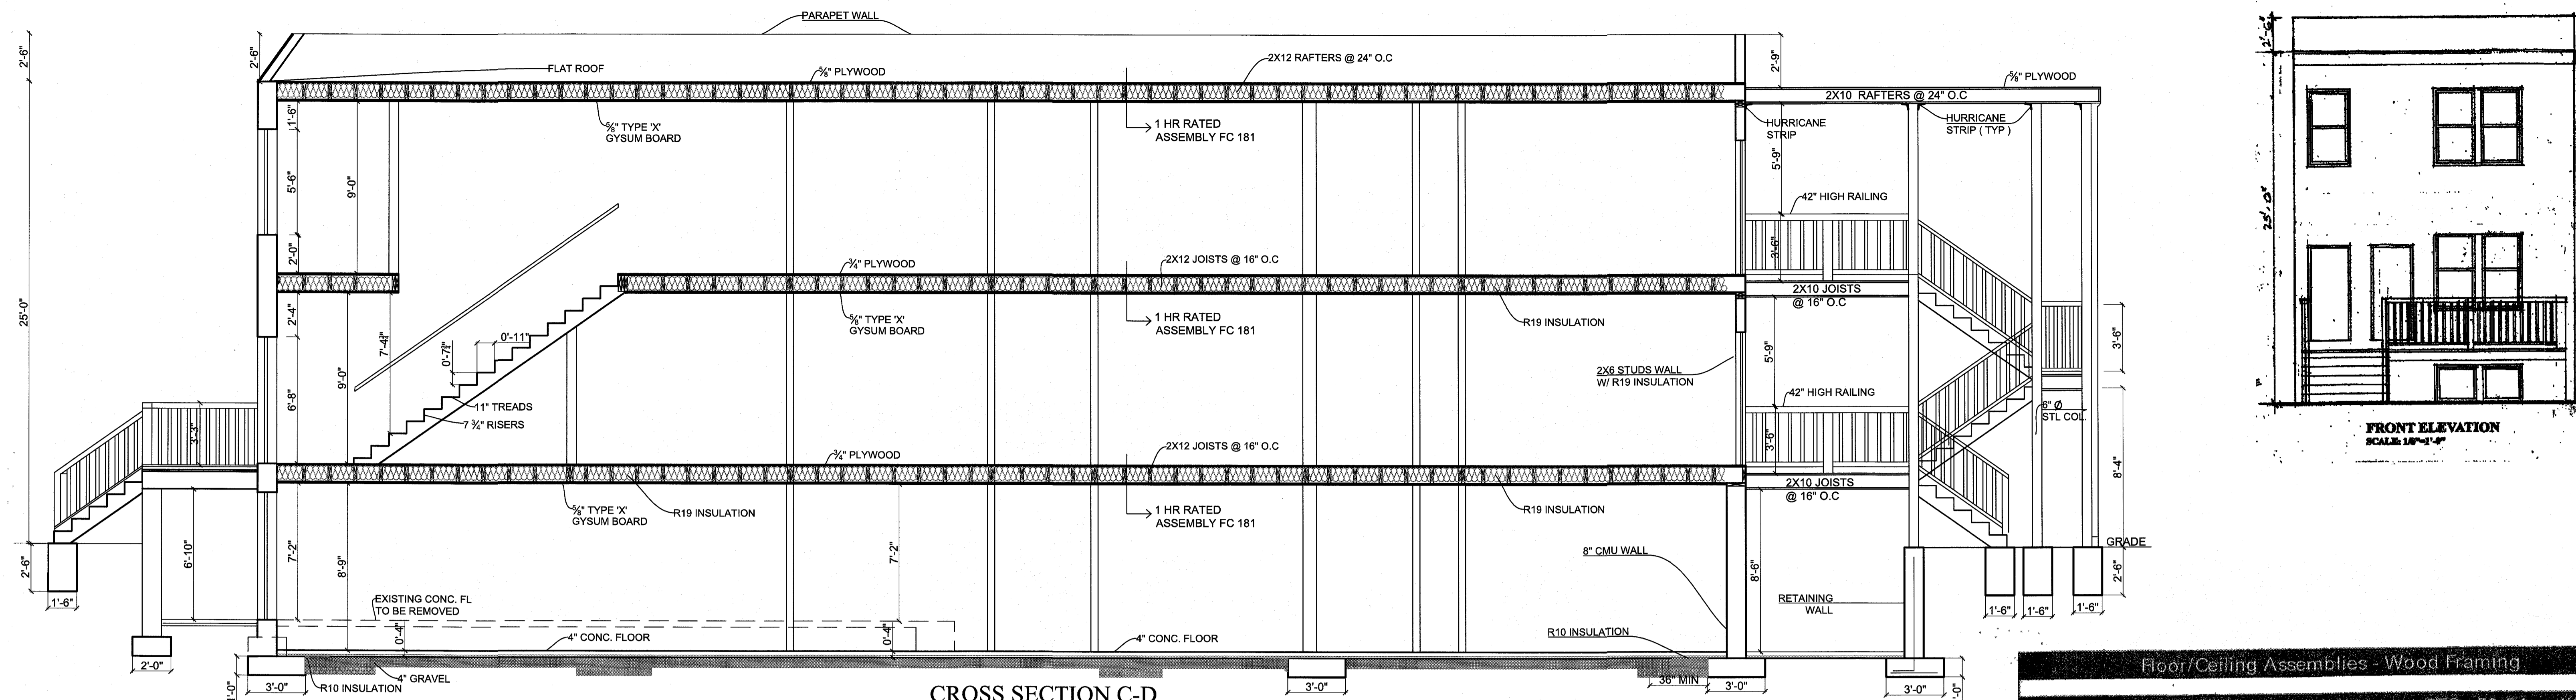 PARAPET WALL
2'-6"
2'-6"
FLAT ROOF
5/8" PLYWOOD
2X12 RAFTERS @ 24" O.C
2'-9"
5/8" PLYWOOD
2X10 RAFTERS @ 24" O.C
1'-6"
5/8" TYPE 'X'
GYSUM BOARD
1 HR RATED
ASSEMBLY FC 181
HURRICANE
STRIP
HURRICANE
STRIP ( TYP )
5'-6"
9'-0"
5'-9"
42" HIGH RAILING
2'-0"
3/4" PLYWOOD
2X12 JOISTS @ 16" O.C
3'-6"
25'-0"
2'-4"
5/8" TYPE 'X'
GYSUM BOARD
1 HR RATED
ASSEMBLY FC 181
R19 INSULATION
2X10 JOISTS
@ 16" O.C
7'-4 3/4"
0'-7 3/4"
0'-11"
3'-6"
9'-0"
6'-8"
11" TREADS
7 3/4" RISERS
2X6 STUDS WALL
W/ R19 INSULATION
5'-9"
42" HIGH RAILING
6" Ø
STL COL.
3'-3"
3/4" PLYWOOD
2X12 JOISTS @ 16" O.C
3'-6"
8'-4"
5/8" TYPE 'X'
GYSUM BOARD
R19 INSULATION
1 HR RATED
ASSEMBLY FC 181
R19 INSULATION
2X10 JOISTS
@ 16" O.C
6'-10"
7'-2"
8'-9"
7'-2"
8" CMU WALL
8'-6"
GRADE
2'-6"
1'-6"
EXISTING CONC. FL
TO BE REMOVED
RETAINING
WALL
1'-6"
1'-6"
1'-6"
2'-6"
0'-4"
4" CONC. FLOOR
0'-4"
4" CONC. FLOOR
R10 INSULATION
2'-0"
3'-0"
4" GRAVEL
R10 INSULATION
3'-0"
36" MIN
3'-0"
3'-0"
CROSS SECTION C-D
2'-6"
25'-0"
FRONT ELEVATION
SCALE: 1/8"=1'-0"
Floor/Ceiling Assemblies - Wood Framing